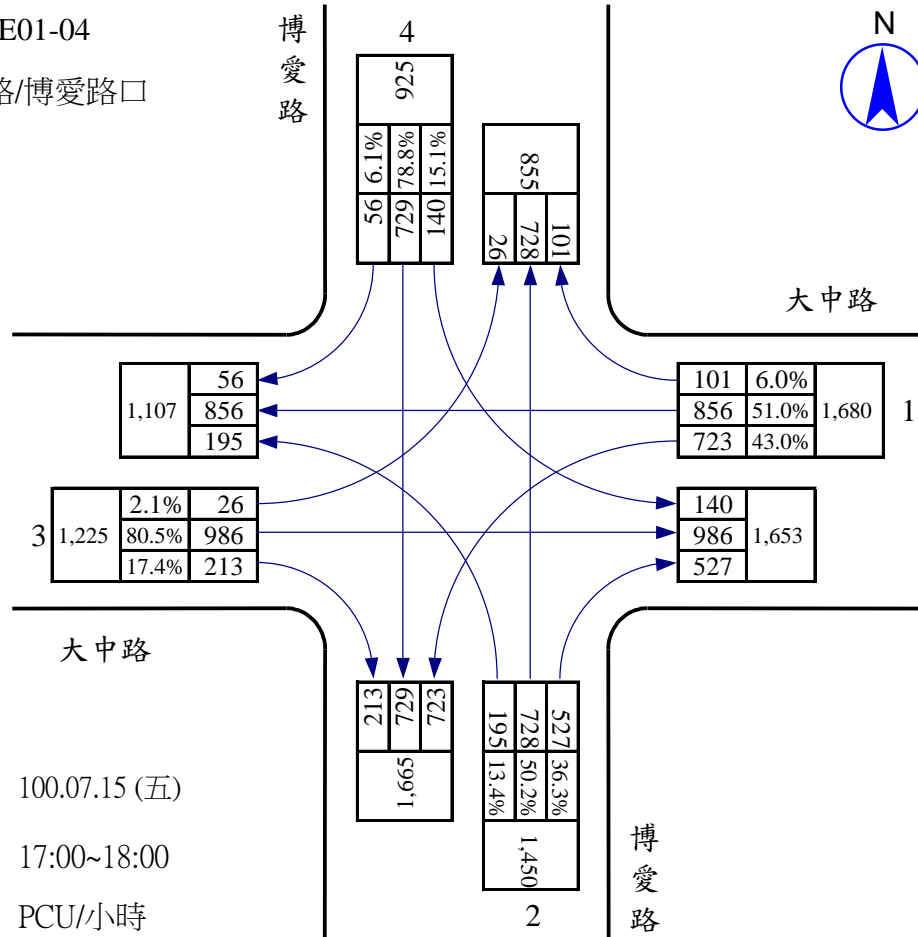 E01-04
路/博愛路口
博愛路
4
925
6.1% 78.8% 15.1%
56 729 140
855
26 728 101
N
大中路
1,107
56
856
195
101 6.0%
856 51.0%
723 43.0%
1,680
1
3
1,225
2.1% 26
80.5% 986
17.4% 213
140
986
527
1,653
大中路
213 729 723
1,665
195 728 527
13.4% 50.2% 36.3%
1,450
2
博愛路
100.07.15 (五)
17:00~18:00
PCU/小時